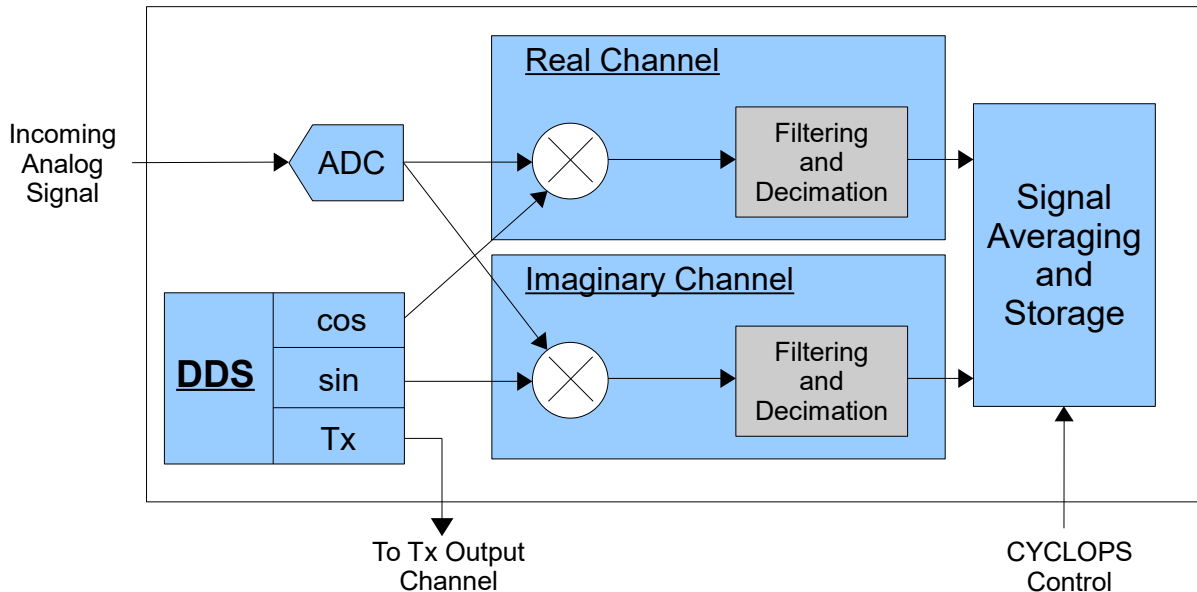 Real Channel
Incoming
Analog
Signal
ADC
Filtering
and
Decimation
Signal
Averaging
and
Storage
Imaginary Channel
DDS
cos
sin
Tx
Filtering
and
Decimation
To Tx Output
Channel
CYCLOPS
Control